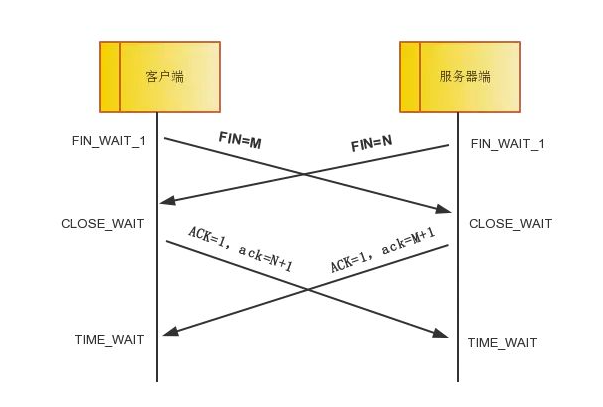 客户端
服务器端
FIN_WAIT_1
FIN=M
FIN=N
FIN_WAIT_1
CLOSE_WAIT
CLOSE_WAIT
ACK=1, ack=N+1
ACK=1, ack=M+1
TIME_WAIT
TIME_WAIT